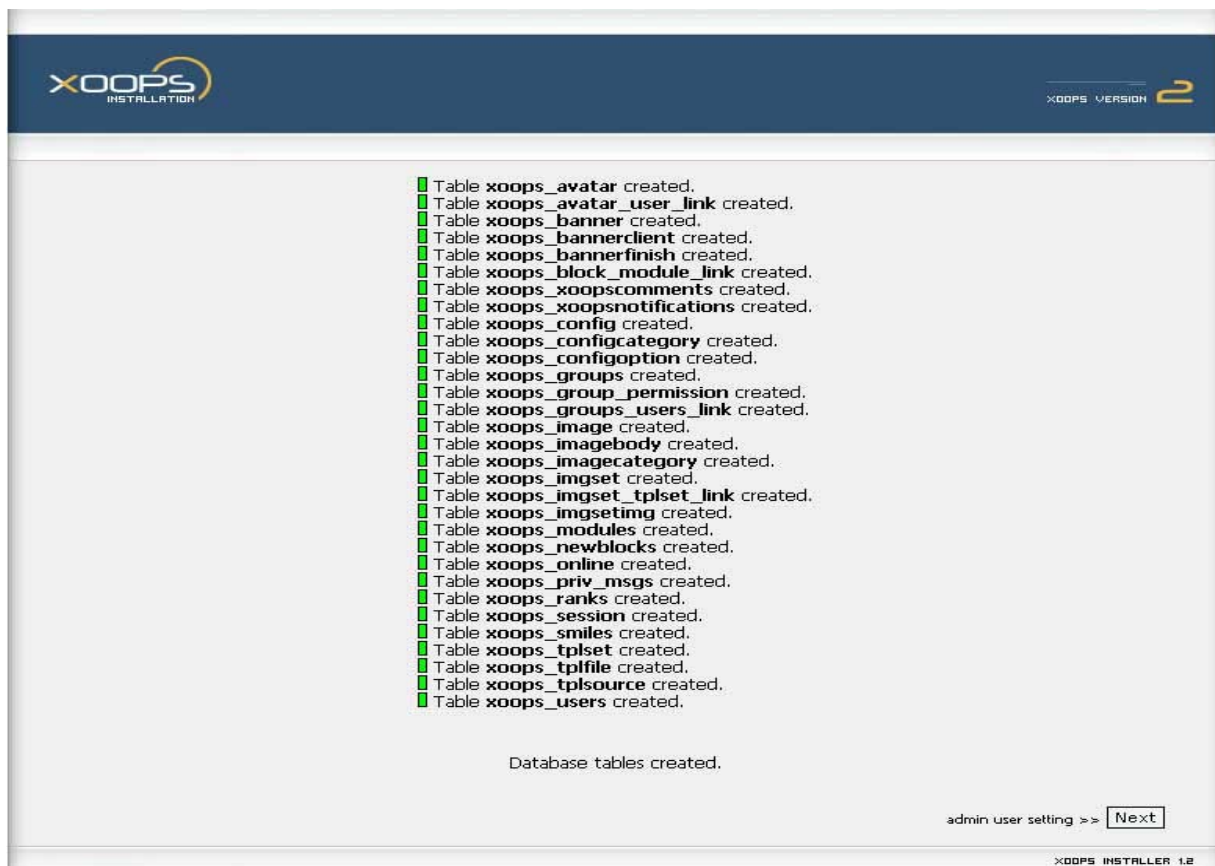 XOOPS
INSTALLATION
XOOPS VERSION 2
Table xoops_avatar created.
Table xoops_avatar_user_link created.
Table xoops_banner created.
Table xoops_bannerclient created.
Table xoops_bannerfinish created.
Table xoops_block_module_link created.
Table xoops_xoopscomments created.
Table xoops_xoopsnotifications created.
Table xoops_config created.
Table xoops_configcategory created.
Table xoops_configoption created.
Table xoops_groups created.
Table xoops_group_permission created.
Table xoops_groups_users_link created.
Table xoops_image created.
Table xoops_imagebody created.
Table xoops_imagecategory created.
Table xoops_imgset created.
Table xoops_imgset_tplset_link created.
Table xoops_imgsetimg created.
Table xoops_modules created.
Table xoops_newblocks created.
Table xoops_online created.
Table xoops_priv_msgs created.
Table xoops_ranks created.
Table xoops_session created.
Table xoops_smiles created.
Table xoops_tplset created.
Table xoops_tplfile created.
Table xoops_tplsource created.
Table xoops_users created.
Database tables created.
admin user setting >> Next
XOOPS INSTALLER 1.2